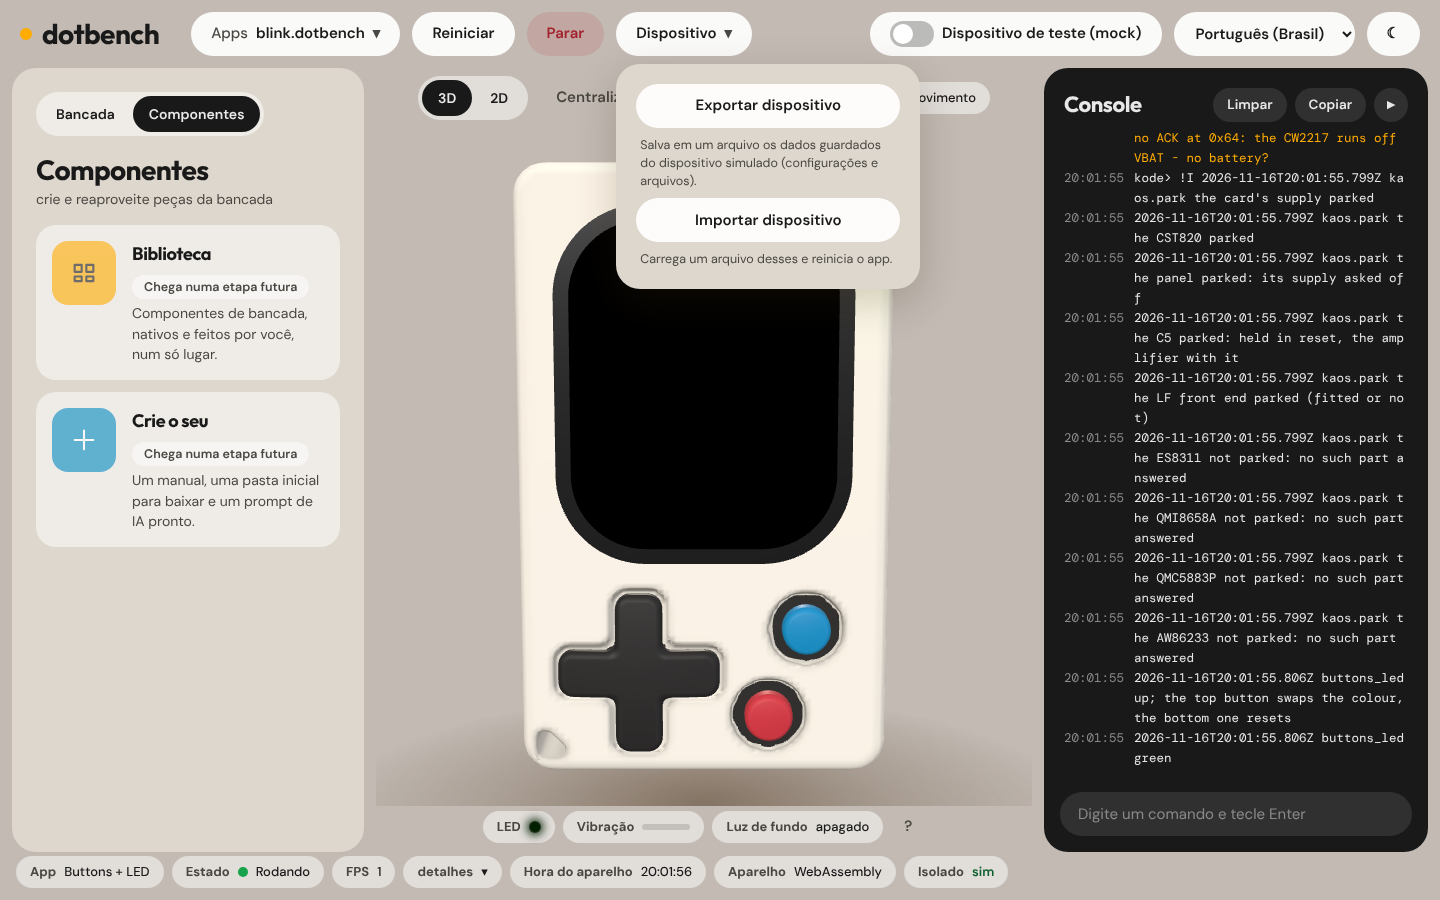 dotbench
Apps blink.dotbench ▾
Reiniciar
Parar
Dispositivo ▾
Dispositivo de teste (mock)
Português (Brasil)
Bancada
Componentes
Componentes
crie e reaproveite peças da bancada
Biblioteca
Chega numa etapa futura
Componentes de bancada,
nativos e feitos por você,
num só lugar.
Crie o seu
Chega numa etapa futura
Um manual, uma pasta inicial
para baixar e um prompt de
IA pronto.
3D
2D
Exportar dispositivo
Salva em um arquivo os dados guardados
do dispositivo simulado (configurações e
arquivos).
Importar dispositivo
Carrega um arquivo desses e reinicia o app.
Console
Limpar
Copiar
no ACK at 0x64: the CW2217 runs off
VBAT - no battery?
20:01:55 kode> !I 2026-11-16T20:01:55.799Z ka
os.park the card's supply parked
20:01:55 2026-11-16T20:01:55.799Z kaos.park t
he CST820 parked
20:01:55 2026-11-16T20:01:55.799Z kaos.park t
he panel parked: its supply asked of
f
20:01:55 2026-11-16T20:01:55.799Z kaos.park t
he C5 parked: held in reset, the amp
lifier with it
20:01:55 2026-11-16T20:01:55.799Z kaos.park t
he LF front end parked (fitted or no
t)
20:01:55 2026-11-16T20:01:55.799Z kaos.park t
he ES8311 not parked: no such part a
nswered
20:01:55 2026-11-16T20:01:55.799Z kaos.park t
he QMI8658A not parked: no such part
answered
20:01:55 2026-11-16T20:01:55.799Z kaos.park t
he QMC5883P not parked: no such part
answered
20:01:55 2026-11-16T20:01:55.799Z kaos.park t
he AW86233 not parked: no such part
answered
20:01:55 2026-11-16T20:01:55.806Z buttons_led
up; the top button swaps the colour,
the bottom one resets
20:01:55 2026-11-16T20:01:55.806Z buttons_led
green
Digite um comando e tecle Enter
LED
Vibração
Luz de fundo apagado
?
App Buttons + LED
Estado Rodando
FPS 1
detalhes ▾
Hora do aparelho 20:01:56
Aparelho WebAssembly
Isolado sim